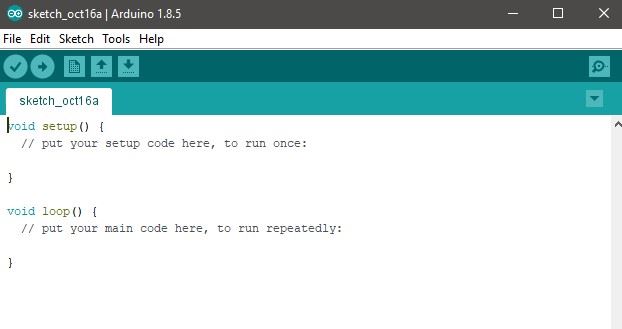 sketch_oct16a | Arduino 1.8.5
File Edit Sketch Tools Help
sketch_oct16a
void setup() {
  // put your setup code here, to run once:

}

void loop() {
  // put your main code here, to run repeatedly:

}